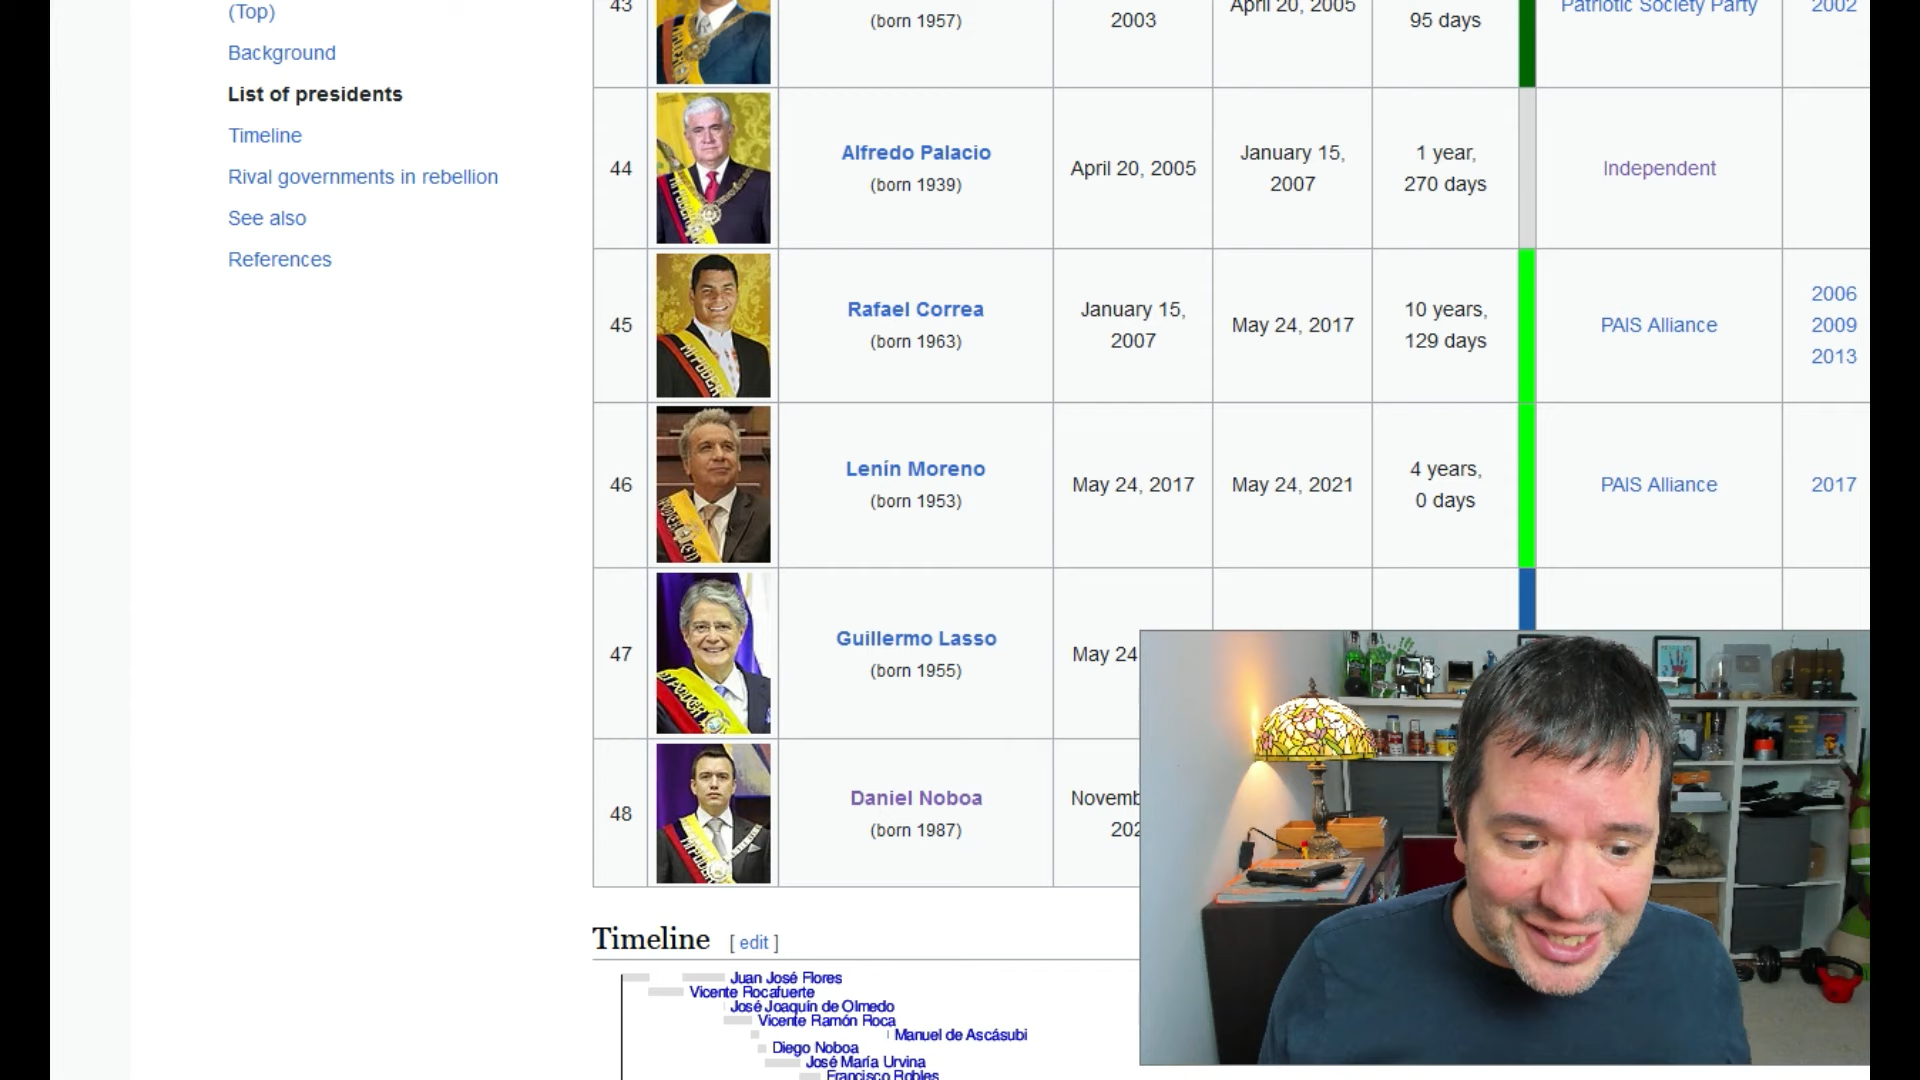 (Top)
Background
List of presidents
Timeline
Rival governments in rebellion
See also
References
43
(born 1957)
2003
April 20, 2005
95 days
Patriotic Society Party
2002
44
Alfredo Palacio
(born 1939)
April 20, 2005
January 15,
2007
1 year,
270 days
Independent
45
Rafael Correa
(born 1963)
January 15,
2007
May 24, 2017
10 years,
129 days
PAIS Alliance
2006
2009
2013
46
Lenín Moreno
(born 1953)
May 24, 2017
May 24, 2021
4 years,
0 days
PAIS Alliance
2017
47
Guillermo Lasso
(born 1955)
May 24
48
Daniel Noboa
(born 1987)
Novemb
202
Timeline [ edit ]
Juan José Flores
Vicente Rocafuerte
José Joaquín de Olmedo
Vicente Ramón Roca
Manuel de Ascásubi
Diego Noboa
José María Urvina
Francisco Robles